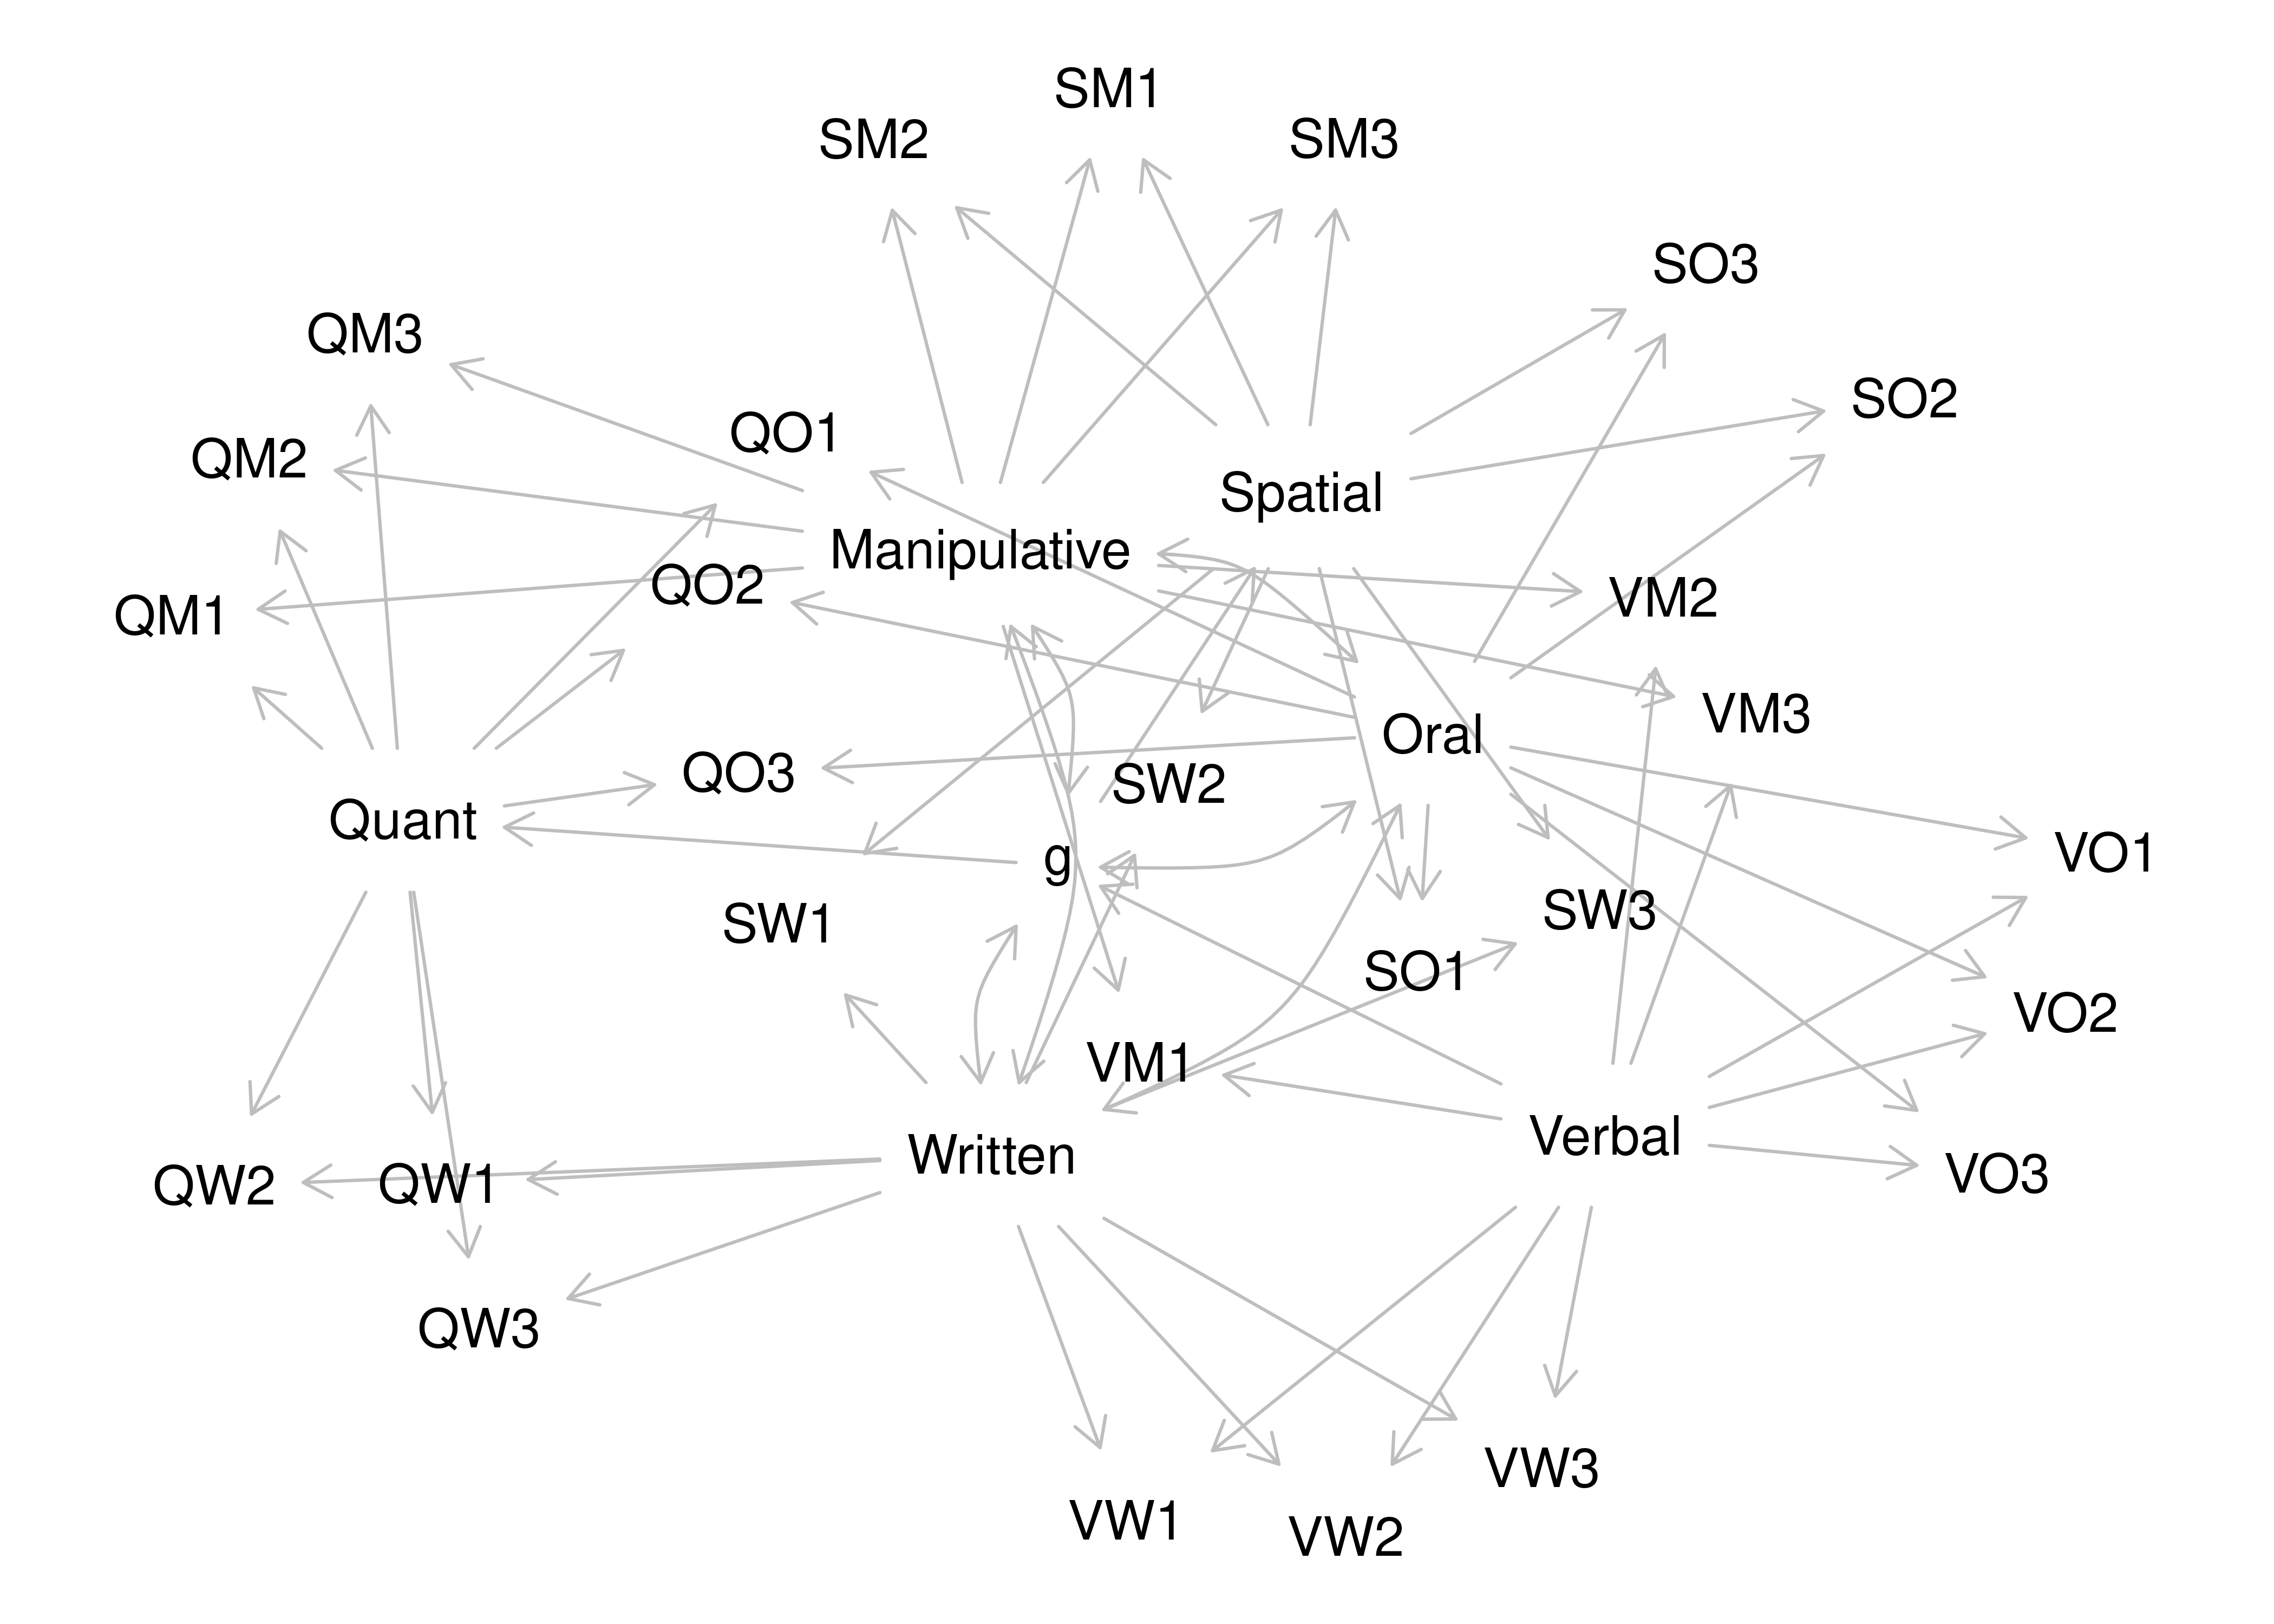 SM1
SM2
SM3
SO3
QM3
SO2
QO1
QM2
Spatial
Manipulative
QO2
VM2
QM1
VM3
Oral
QO3
SW2
Quant
VO1
g
SW3
SW1
SO1
VO2
VM1
Verbal
Written
VO3
QW2
QW1
QW3
VW3
VW1
VW2